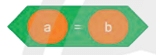 a = b